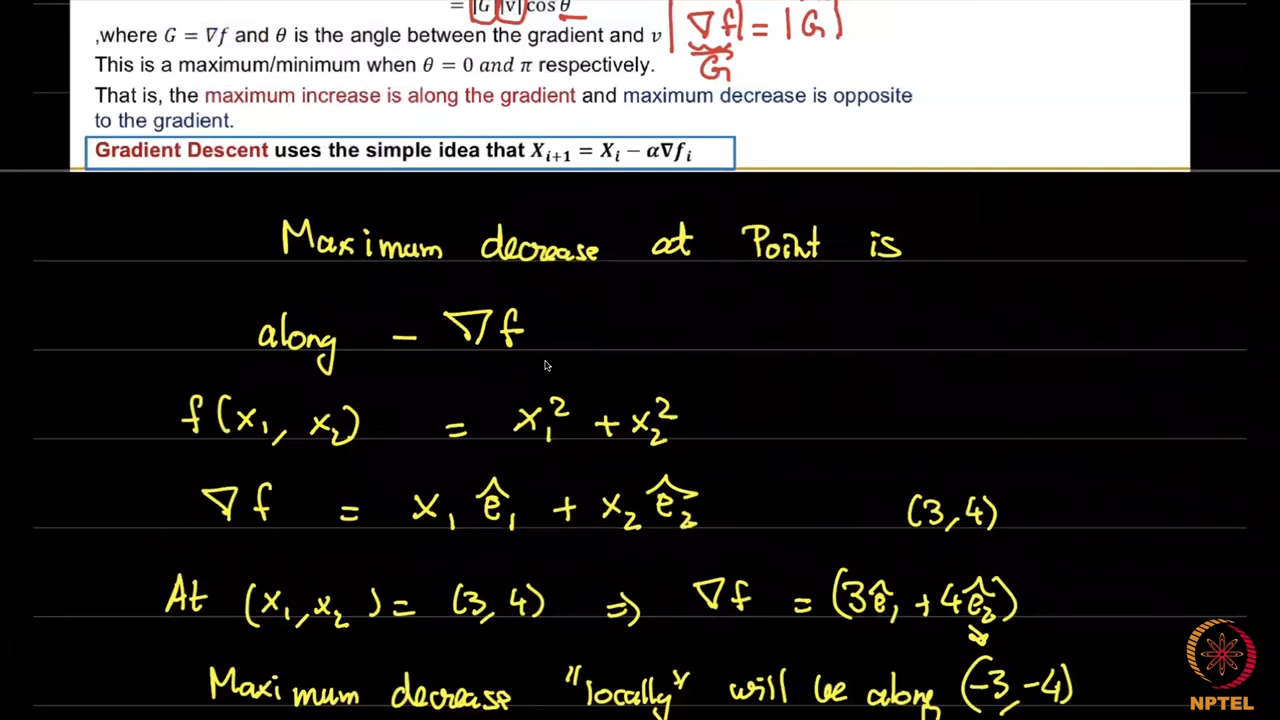 = |G||v|cos θ
,where G = ∇f and θ is the angle between the gradient and v |∇f| = |G|
G
This is a maximum/minimum when θ = 0 and π respectively.
That is, the maximum increase is along the gradient and maximum decrease is opposite
to the gradient.
Gradient Descent uses the simple idea that Xᵢ₊₁ = Xᵢ − α∇fᵢ
Maximum decrease at Point is
along − ∇f
f(x₁, x₂) = x₁² + x₂²
∇f = x₁ ê₁ + x₂ ê₂ (3,4)
At (x₁,x₂) = (3,4) ⇒ ∇f = (3ê₁ + 4ê₂)
Maximum decrease "locally" will be along (-3,-4)
NPTEL